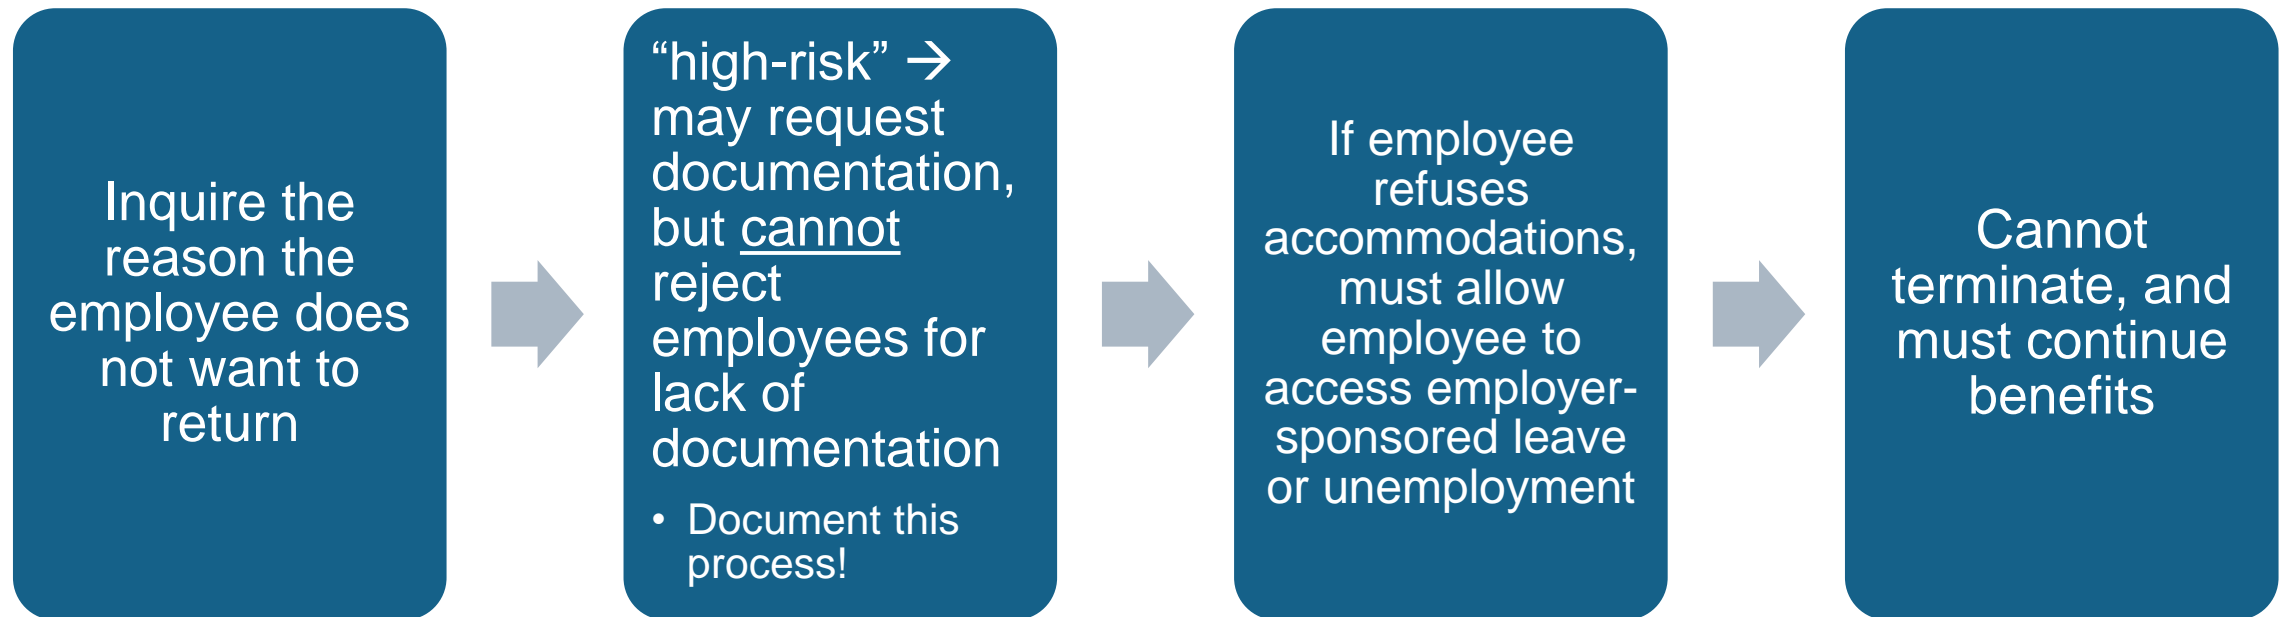 Inquire the
reason the
employee does
not want to
return
“high-risk” →
may request
documentation,
but cannot
reject
employees for
lack of
documentation
• Document this
process!
If employee
refuses
accommodations,
must allow
employee to
access employer-
sponsored leave
or unemployment
Cannot
terminate, and
must continue
benefits